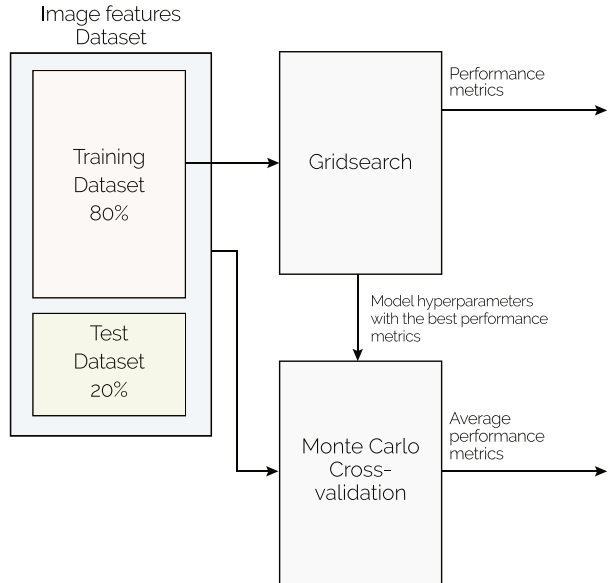 Image features
Dataset
Training
Dataset
80%
Test
Dataset
20%
Gridsearch
Performance
metrics
Model hyperparameters
with the best performance
metrics
Monte Carlo
Cross-
validation
Average
performance
metrics